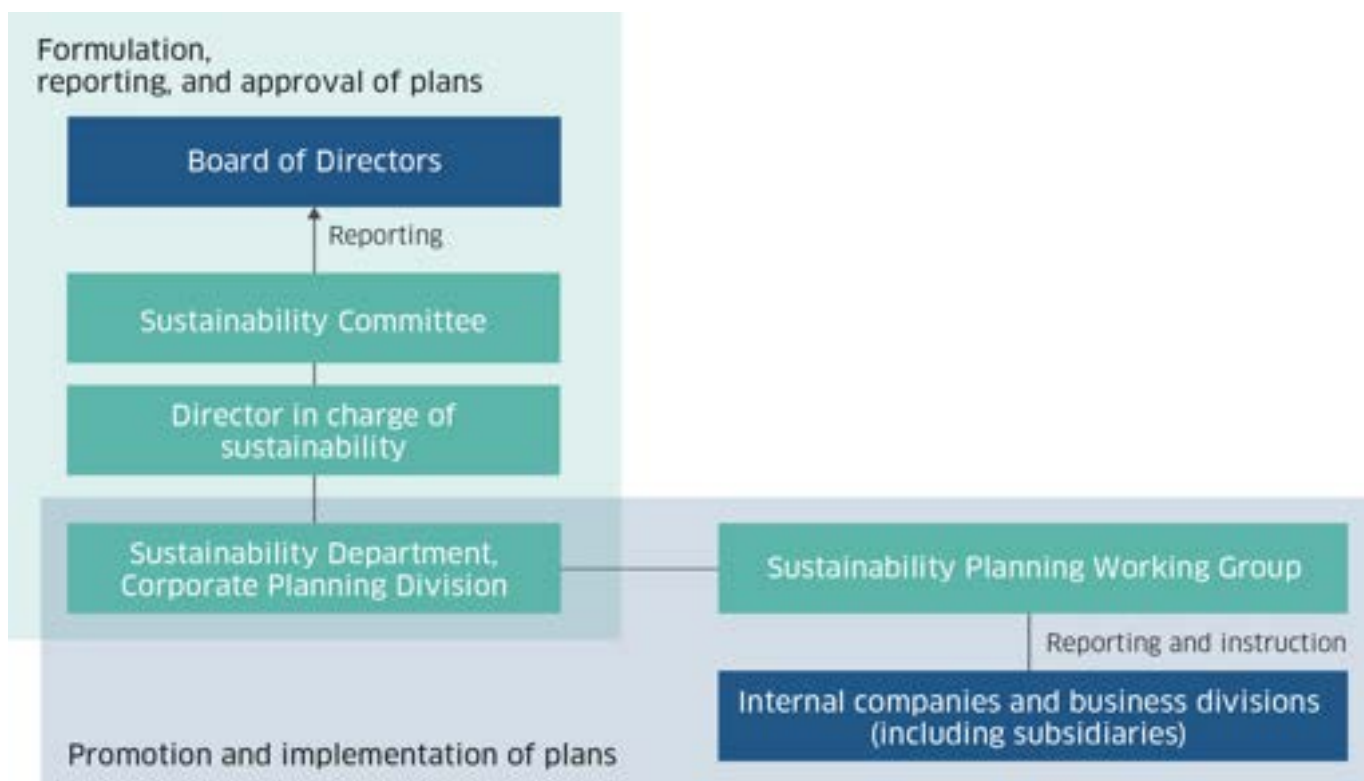 Formulation,
reporting, and approval of plans
Board of Directors
Reporting
Sustainability Committee
Director in charge of
sustainability
Sustainability Department,
Corporate Planning Division
Sustainability Planning Working Group
Reporting and instruction
Internal companies and business divisions
(including subsidiaries)
Promotion and implementation of plans